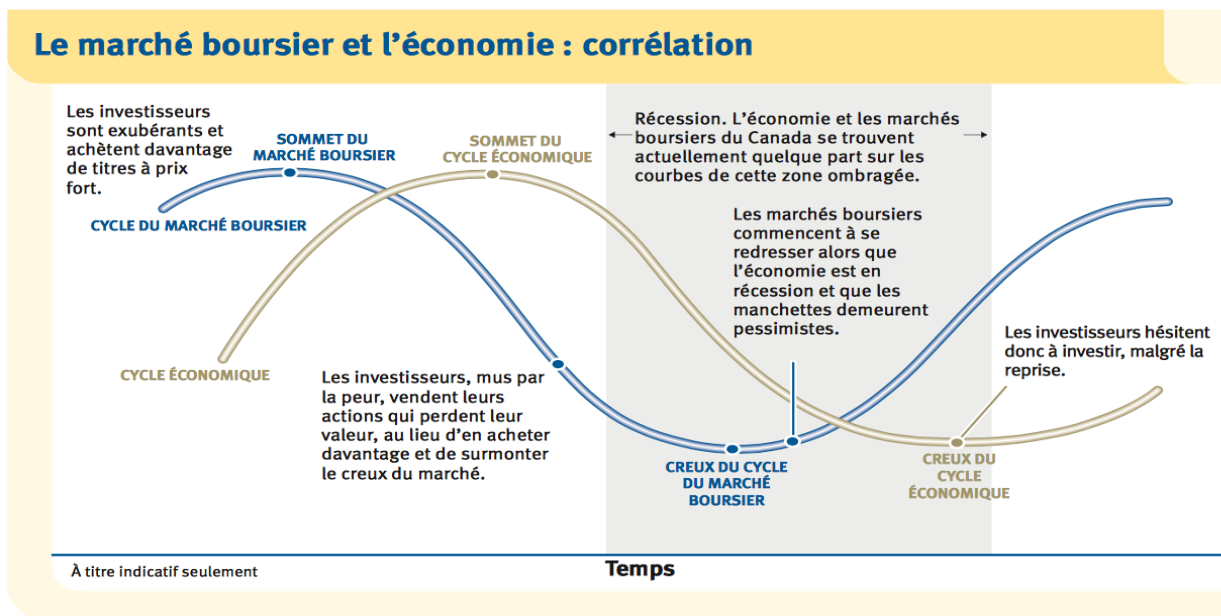 Le marché boursier et l’économie : corrélation
Les investisseurs
sont exubérants et
achètent davantage
de titres à prix
fort.
SOMMET DU
MARCHÉ BOURSIER
SOMMET DU
CYCLE ÉCONOMIQUE
Récession. L’économie et les marchés
boursiers du Canada se trouvent
actuellement quelque part sur les
courbes de cette zone ombragée.
CYCLE DU MARCHÉ BOURSIER
Les marchés boursiers
commencent à se
redresser alors que
l’économie est en
récession et que les
manchettes demeurent
pessimistes.
Les investisseurs hésitent
donc à investir, malgré la
reprise.
CYCLE ÉCONOMIQUE
Les investisseurs, mus par
la peur, vendent leurs
actions qui perdent leur
valeur, au lieu d’en acheter
davantage et de surmonter
le creux du marché.
CREUX DU CYCLE
DU MARCHÉ
BOURSIER
CREUX DU
CYCLE
ÉCONOMIQUE
À titre indicatif seulement
Temps